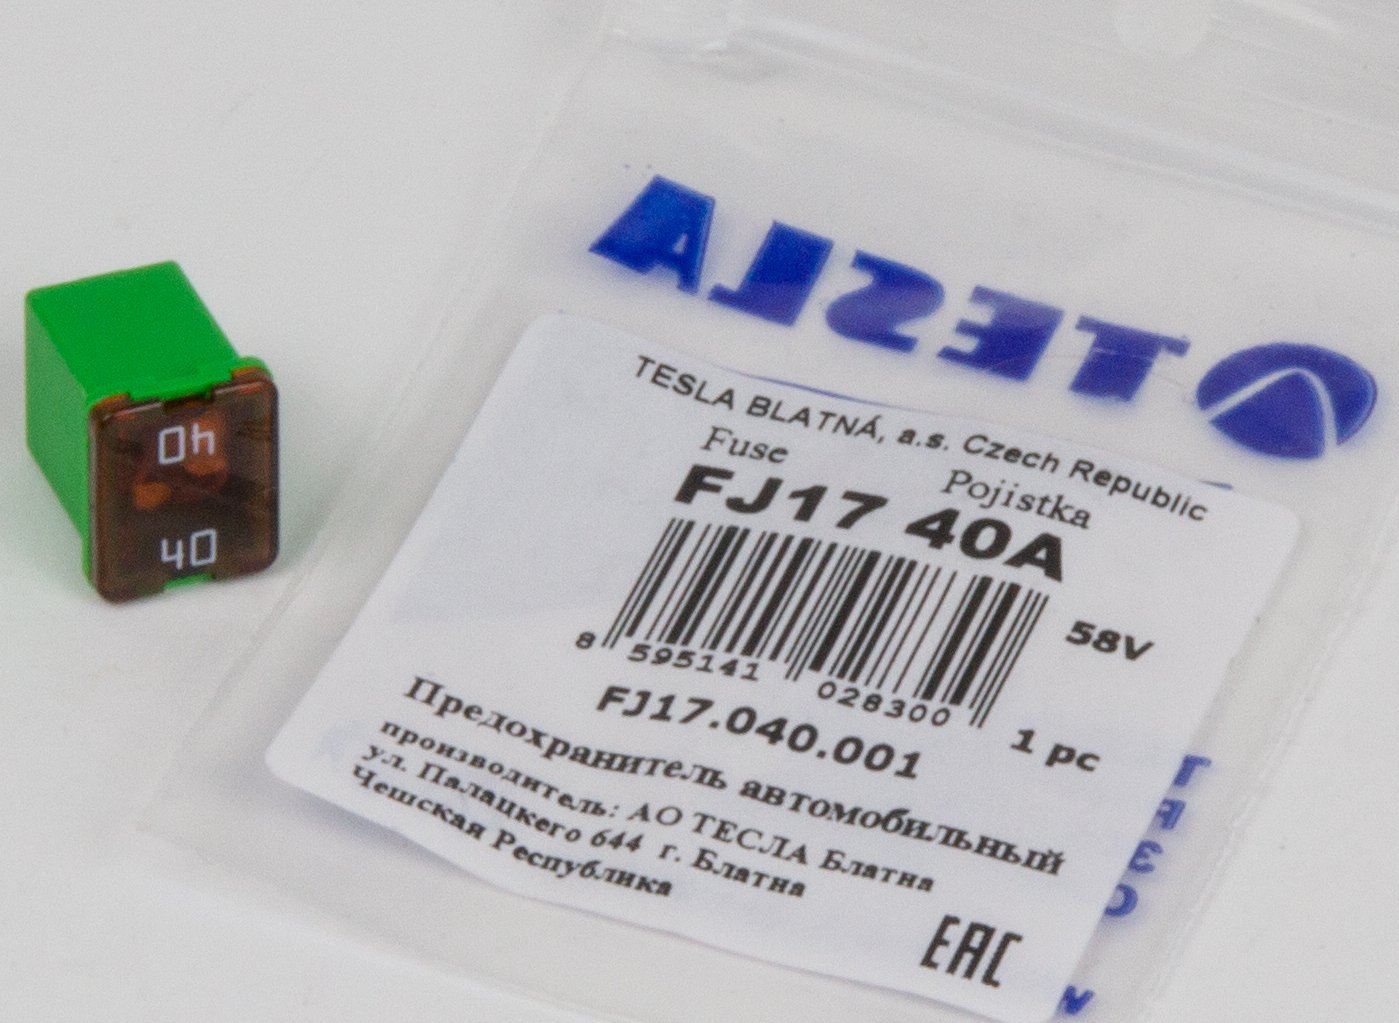 40
40
TESLA
TESLA BLATNÁ, a.s. Czech Republic
Fuse
Pojistka
FJ17 40A
58V
8 595141 028300
FJ17.040.001
1 pc
Предохранитель автомобильный
производитель: АО ТЕСЛА Блатна
ул. Палацкего 644 г. Блатна
Чешская Республика
EAC